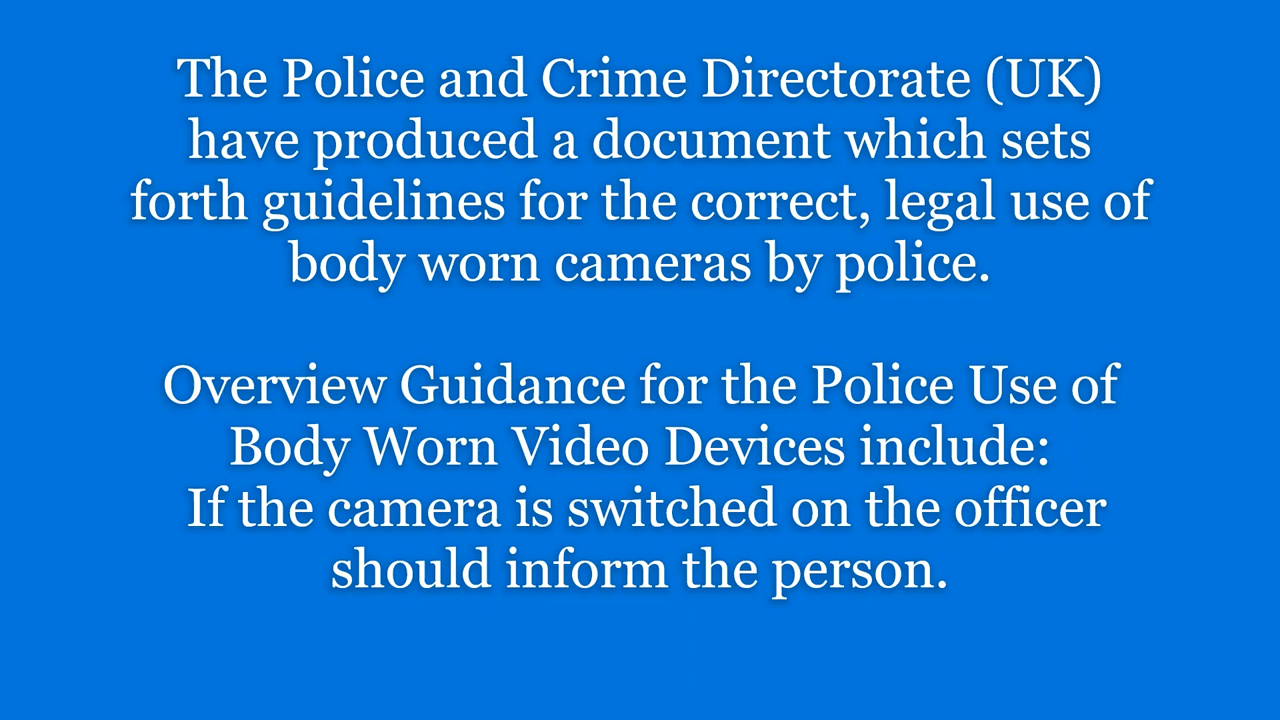 The Police and Crime Directorate (UK)
have produced a document which sets
forth guidelines for the correct, legal use of
body worn cameras by police.
Overview Guidance for the Police Use of
Body Worn Video Devices include:
If the camera is switched on the officer
should inform the person.